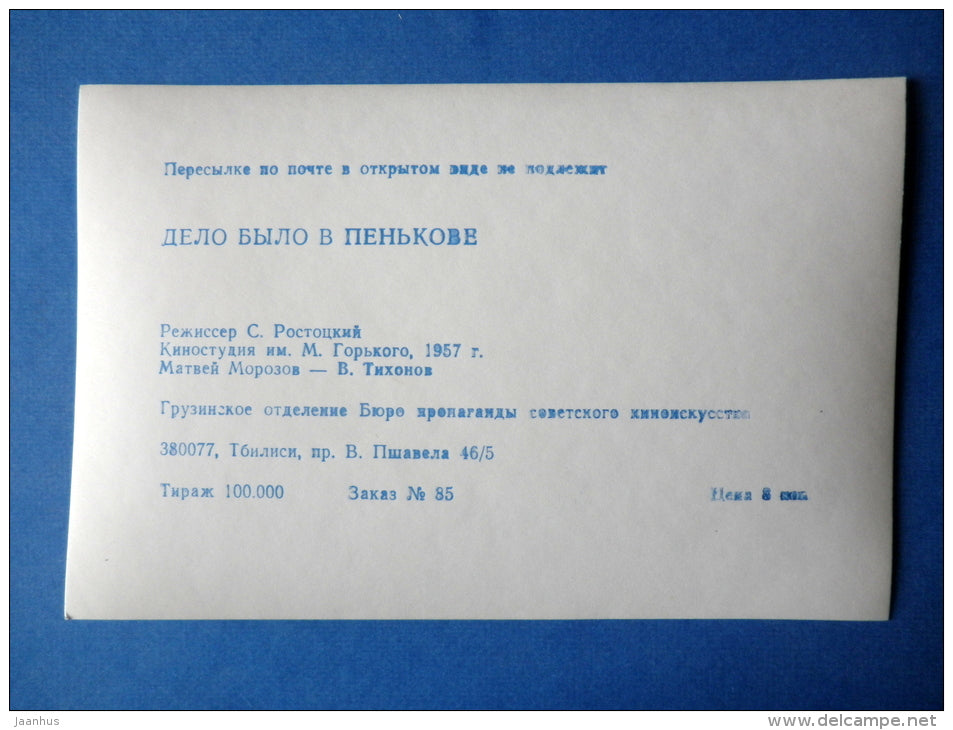 Пересылке по почте в открытом виде не подлежит
ДЕЛО БЫЛО В ПЕНЬКОВЕ
Режиссер С. Ростоцкий
Киностудия им. М. Горького, 1957 г.
Матвей Морозов — В. Тихонов
Грузинское отделение Бюро пропаганды советского киноискусства
380077, Тбилиси, пр. В. Пшавела 46/5
Тираж 100.000 Заказ № 85 Цена 8 коп.
jaanhus
www.delcampe.net